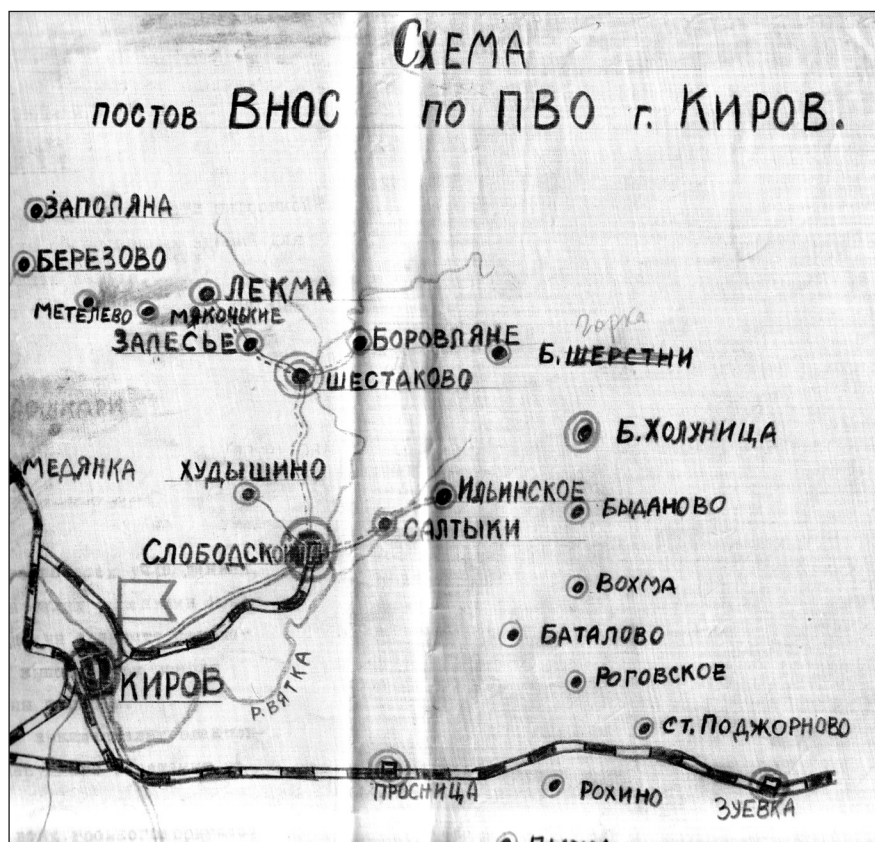 СХЕМА
постов ВНОС по ПВО г. КИРОВ.
ЗАПОЛЯНА
БЕРЕЗОВО
ЛЕКМА
МЕТЕЛЕВО
МЯКОЧЫКИЕ
ЗАЛЕСЬЕ
БОРОВЛЯНЕ
горка
Б. ШЕРСТНИ
ШЕСТАКОВО
Б. ХОЛУНИЦА
МЕДЯНКА
ХУДЫШИНО
ИЛЬИНСКОЕ
БЫДАНОВО
САЛТЫКИ
СЛОБОДСКОЙ
ВОХМА
БАТАЛОВО
РОГОВСКОЕ
КИРОВ
Р. ВЯТКА
СТ. ПОДЖОРНОВО
ПРОСНИЦА
РОХИНО
ЗУЕВКА